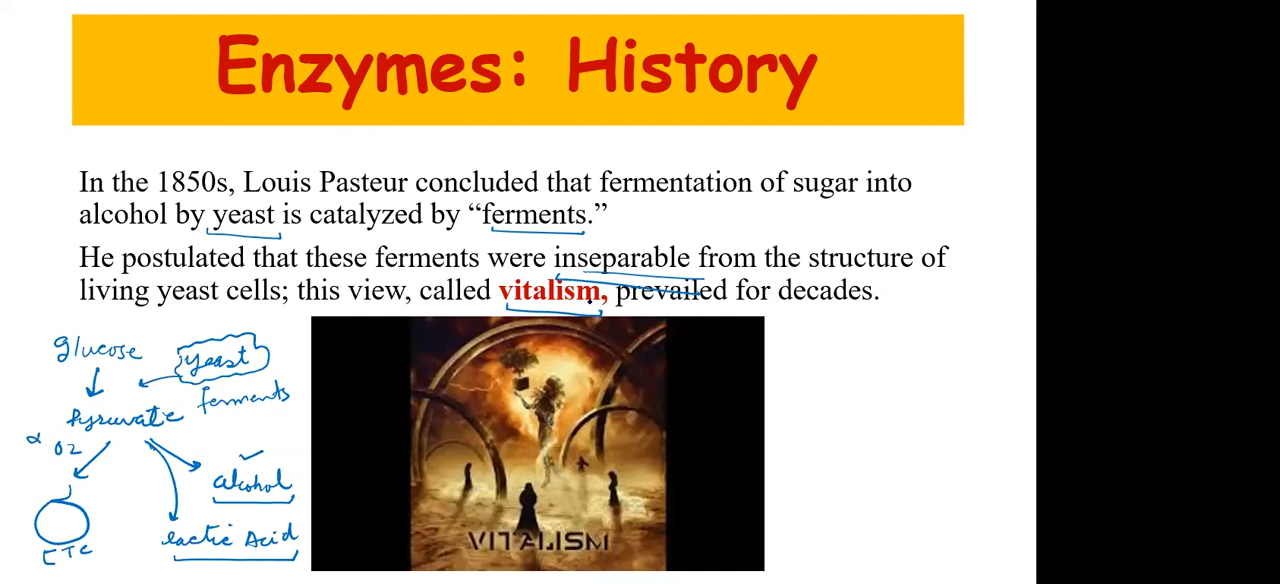 Enzymes: History
In the 1850s, Louis Pasteur concluded that fermentation of sugar into
alcohol by yeast is catalyzed by “ferments.”
He postulated that these ferments were inseparable from the structure of
living yeast cells; this view, called vitalism, prevailed for decades.
glucose
yeast
ferments
pyruvate
O2
alcohol
lactic Acid
ETC
VITALISM